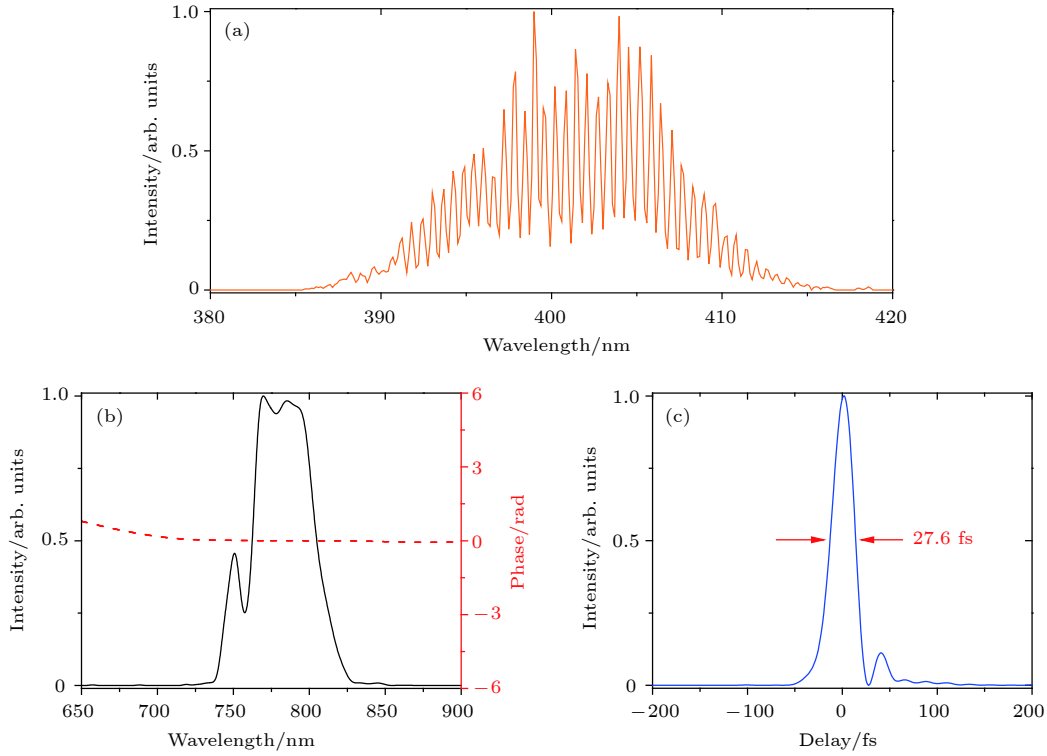 (a)
1.0
0.5
0
Intensity/arb. units
380
390
400
410
420
Wavelength/nm
(b)
1.0
0.5
0
Intensity/arb. units
6
3
0
−3
−6
Phase/rad
650
700
750
800
850
900
Wavelength/nm
(c)
1.0
0.5
0
Intensity/arb. units
27.6 fs
−200
−100
0
100
200
Delay/fs